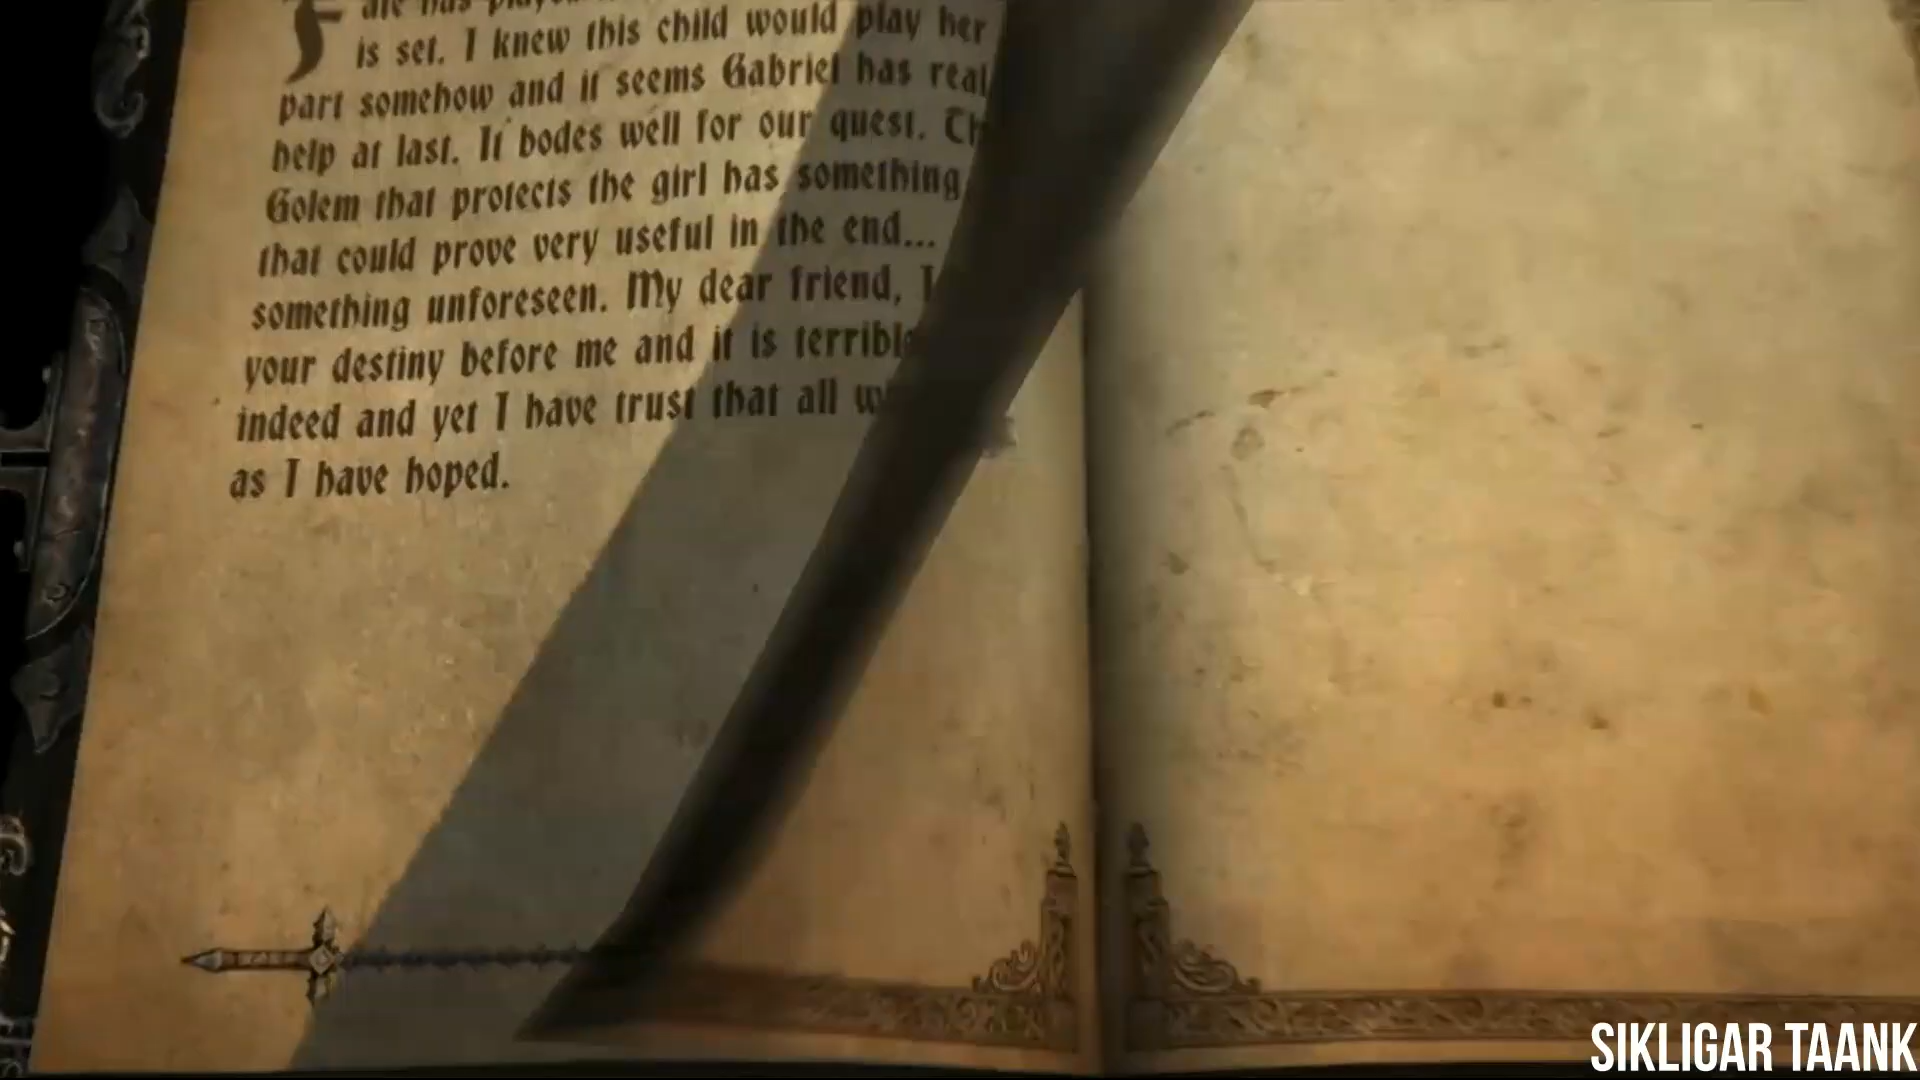 is set. I knew this child would play her
part somehow and it seems Gabriel has real
help at last. It bodes well for our quest.
Golem that protects the girl has something
that could prove very useful in the end...
something unforeseen. My dear friend, I
your destiny before me and it is terrible
indeed and yet I have trust that all
as I have hoped.
SIKLIGAR TAANK